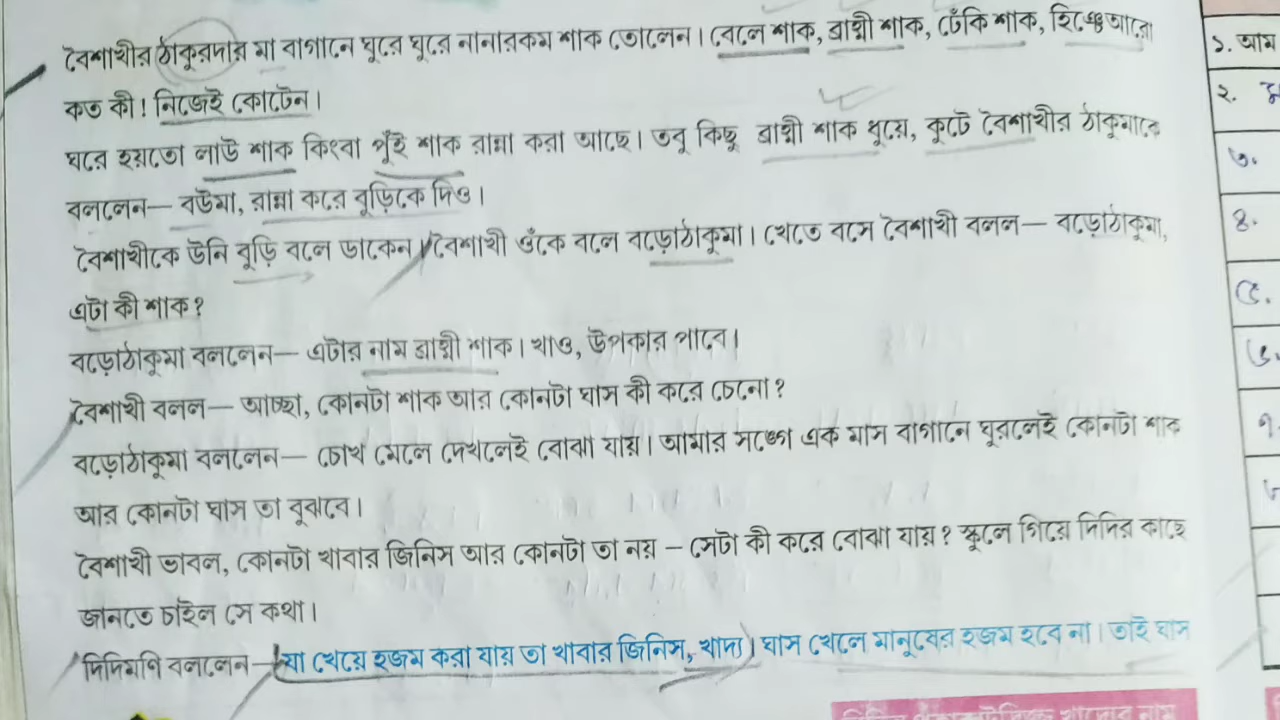 বৈশাখীর ঠাকুরদার মা বাগানে ঘুরে ঘুরে নানারকম শাক তোলেন। বেলে শাক, ব্রাহ্মী শাক, ঢেঁকি শাক, হিঞ্চে আরো
কত কী! নিজেই কোটেন।
ঘরে হয়তো লাউ শাক কিংবা পুঁই শাক রান্না করা আছে। তবু কিছু ব্রাহ্মী শাক ধুয়ে, কুটে বৈশাখীর ঠাকুমাকে
বললেন— বউমা, রান্না করে বুড়িকে দিও।
বৈশাখীকে উনি বুড়ি বলে ডাকেন। বৈশাখী ওঁকে বলে বড়োঠাকুমা। খেতে বসে বৈশাখী বলল— বড়োঠাকুমা,
এটা কী শাক?
বড়োঠাকুমা বললেন— এটার নাম ব্রাহ্মী শাক। খাও, উপকার পাবে।
বৈশাখী বলল— আচ্ছা, কোনটা শাক আর কোনটা ঘাস কী করে চেনো?
বড়োঠাকুমা বললেন— চোখ মেলে দেখলেই বোঝা যায়। আমার সঙ্গে এক মাস বাগানে ঘুরলেই কোনটা শাক
আর কোনটা ঘাস তা বুঝবে।
বৈশাখী ভাবল, কোনটা খাবার জিনিস আর কোনটা তা নয় – সেটা কী করে বোঝা যায়? স্কুলে গিয়ে দিদির কাছে
জানতে চাইল সে কথা।
দিদিমণি বললেন— যা খেয়ে হজম করা যায় তা খাবার জিনিস, খাদ্য। ঘাস খেলে মানুষের হজম হবে না। তাই ঘাস
১. আম
২.
৩.
৪.
৫.
৬.
৭.